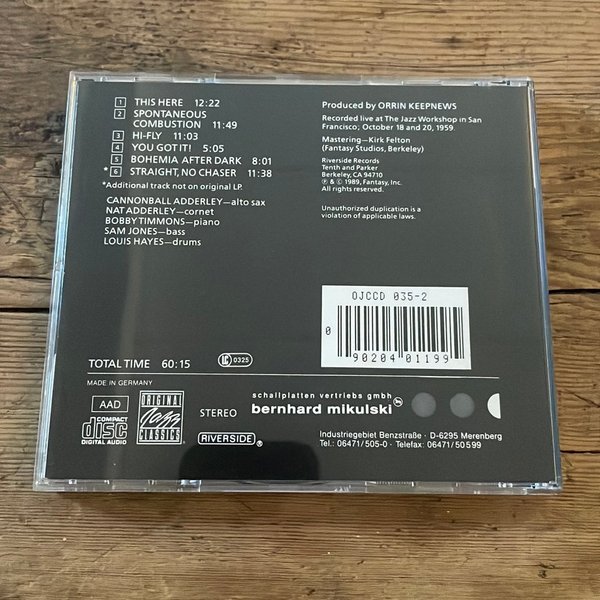 1 THIS HERE 12:22
2 SPONTANEOUS
COMBUSTION 11:49
3 HI-FLY 11:03
4 YOU GOT IT! 5:05
5 BOHEMIA AFTER DARK 8:01
* 6 STRAIGHT, NO CHASER 11:38
*Additional track not on original LP.
CANNONBALL ADDERLEY—alto sax
NAT ADDERLEY—cornet
BOBBY TIMMONS—piano
SAM JONES—bass
LOUIS HAYES—drums
Produced by ORRIN KEEPNEWS
Recorded live at The Jazz Workshop in San
Francisco; October 18 and 20, 1959.
Mastering—Kirk Felton
(Fantasy Studios, Berkeley)
Riverside Records
Tenth and Parker
Berkeley, CA 94710
℗ & © 1989, Fantasy, Inc.
All rights reserved.
Unauthorized duplication is a
violation of applicable laws.
OJCCD 035-2
0 90204 01199
TOTAL TIME 60:15
LC 0325
MADE IN GERMANY
AAD
COMPACT
disc
DIGITAL AUDIO
ORIGINAL
Jazz
CLASSICS
STEREO
RIVERSIDE ®
schallplatten vertriebs gmbh
bernhard mikulski
Industriegebiet Benzstraße · D-6295 Merenberg
Tel.: 06471/505-0 · Telefax: 06471/50599